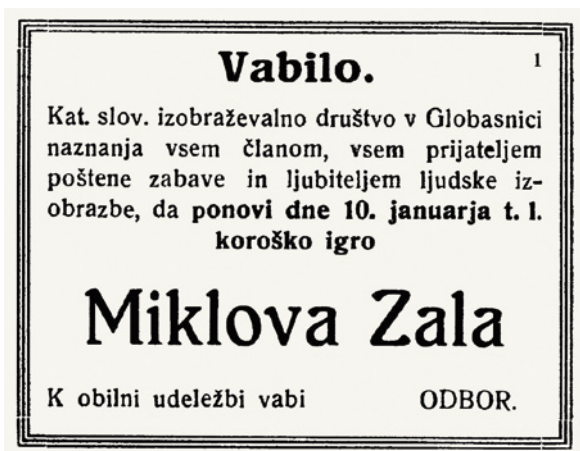 Vabilo. 1
Kat. slov. izobraževalno društvo v Globasnici
naznanja vsem članom, vsem prijateljem
poštene zabave in ljubiteljem ljudske iz-
obrazbe, da ponovi dne 10. januarja t. l.
koroško igro
Miklova Zala
K obilni udeležbi vabi ODBOR.